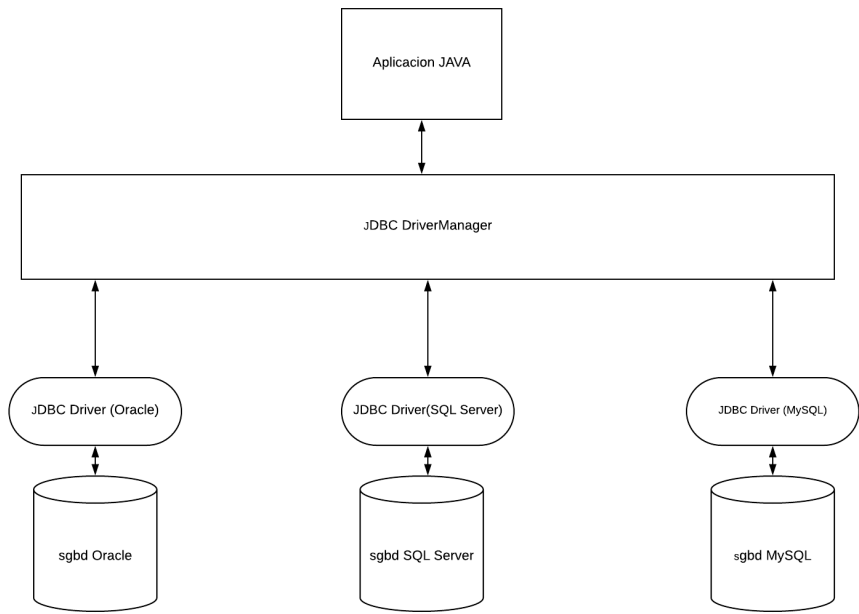 Aplicacion JAVA
JDBC DriverManager
JDBC Driver (Oracle)
JDBC Driver(SQL Server)
JDBC Driver (MySQL)
sgbd Oracle
sgbd SQL Server
sgbd MySQL